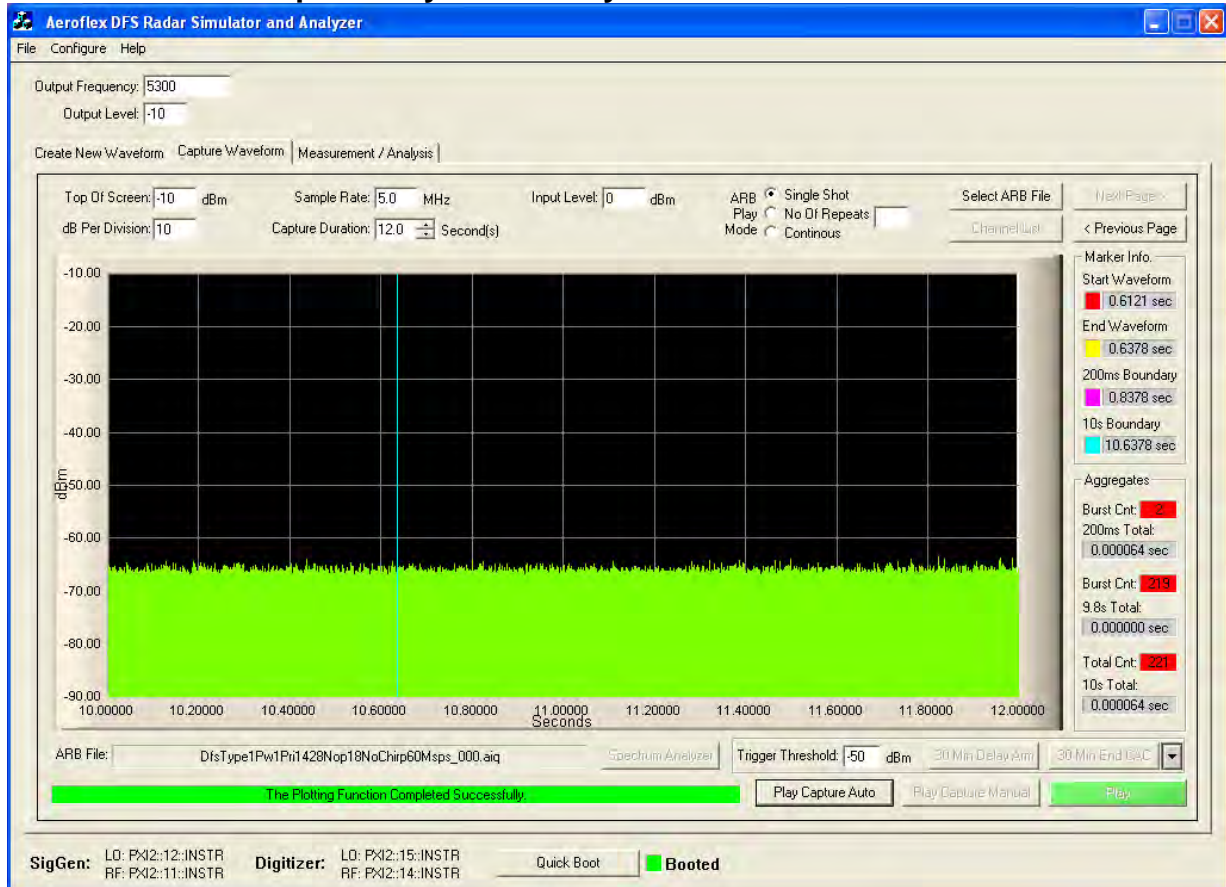 Aeroflex DFS Radar Simulator and Analyzer
File Configure Help
Output Frequency: 5300
Output Level: -10
Create New Waveform Capture Waveform Measurement / Analysis
Top Of Screen: -10 dBm Sample Rate: 5.0 MHz Input Level: 0 dBm ARB Play Mode Single Shot Select ARB File Next Page >
No Of Repeats
dB Per Division: 10 Capture Duration: 12.0 Second(s) Continous Channel List < Previous Page
Marker Info.
Start Waveform
0.6121 sec
End Waveform
0.6378 sec
200ms Boundary
0.8378 sec
10s Boundary
10.6378 sec
Aggregates
Burst Cnt: 2
200ms Total:
0.000064 sec
Burst Cnt: 219
9.8s Total:
0.000000 sec
Total Cnt: 221
10s Total:
0.000064 sec
-10.00
-20.00
-30.00
-40.00
-50.00
-60.00
-70.00
-80.00
-90.00
dBm
10.00000 10.20000 10.40000 10.60000 10.80000 11.00000 11.20000 11.40000 11.60000 11.80000 12.00000
Seconds
ARB File: DfsType1Pw1Pri1428Nop18NoChirp60Msps_000.aiq Spectrum Analyzer Trigger Threshold: -50 dBm 30 Min Delay Arm 30 Min End CAC
The Plotting Function Completed Successfully. Play Capture Auto Play Capture Manual Play
SigGen: LO: PXI2::12::INSTR Digitizer: LO: PXI2::15::INSTR Quick Boot Booted
RF: PXI2::11::INSTR RF: PXI2::14::INSTR